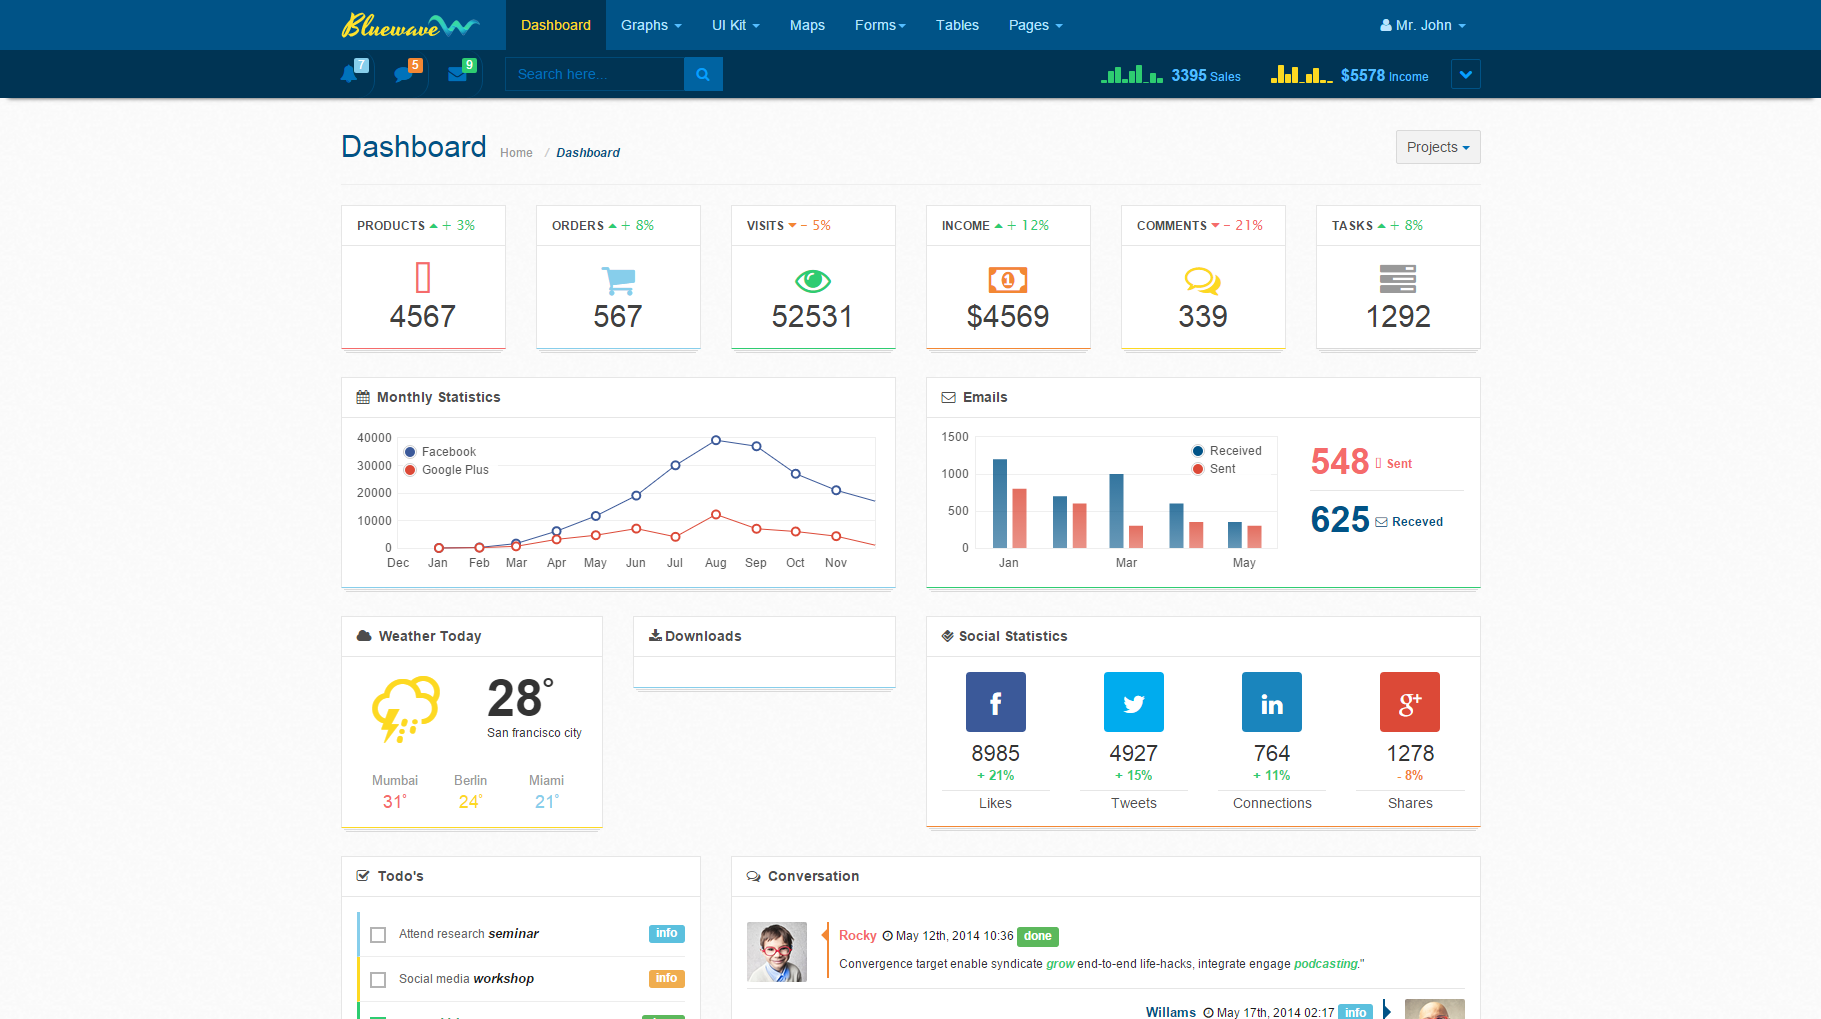 Bluewave
Dashboard Graphs UI Kit Maps Forms Tables Pages Mr. John
7 5 9 Search here... 3395 Sales $5578 Income
Dashboard Home / Dashboard Projects
PRODUCTS + 3% ORDERS + 8% VISITS - 5% INCOME + 12% COMMENTS - 21% TASKS + 8%
4567 567 52531 $4569 339 1292
Monthly Statistics
40000
30000
20000
10000
0
Facebook
Google Plus
Dec Jan Feb Mar Apr May Jun Jul Aug Sep Oct Nov
Emails
1500
1000
500
0
Received
Sent
Jan Mar May
548 Sent
625 Receved
Weather Today
28°
San francisco city
Mumbai Berlin Miami
31° 24° 21°
Downloads
Social Statistics
8985 4927 764 1278
+ 21% + 15% + 11% - 8%
Likes Tweets Connections Shares
Todo's
Attend research seminar info
Social media workshop info
Conversation
Rocky May 12th, 2014 10:36 done
Convergence target enable syndicate grow end-to-end life-hacks, integrate engage podcasting."
Willams May 17th, 2014 02:17 info